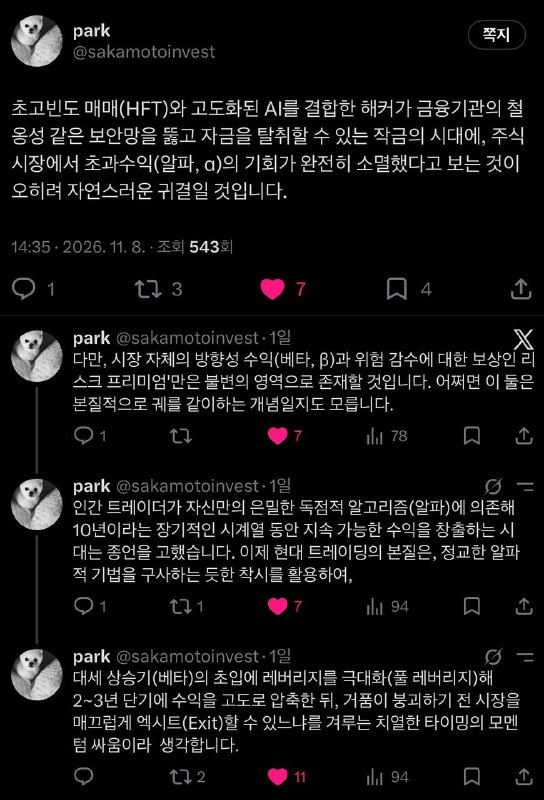 park
@sakamotoinvest
쪽지
초고빈도 매매(HFT)와 고도화된 AI를 결합한 해커가 금융기관의 철
옹성 같은 보안망을 뚫고 자금을 탈취할 수 있는 작금의 시대에, 주식
시장에서 초과수익(알파, α)의 기회가 완전히 소멸했다고 보는 것이
오히려 자연스러운 귀결일 것입니다.
14:35 · 2026. 11. 8. · 조회 543회
1 3 7 4
park @sakamotoinvest · 1일
다만, 시장 자체의 방향성 수익(베타, β)과 위험 감수에 대한 보상인 리
스크 프리미엄'만은 불변의 영역으로 존재할 것입니다. 어쩌면 이 둘은
본질적으로 궤를 같이하는 개념일지도 모릅니다.
1 7 78
park @sakamotoinvest · 1일
인간 트레이더가 자신만의 은밀한 독점적 알고리즘(알파)에 의존해
10년이라는 장기적인 시계열 동안 지속 가능한 수익을 창출하는 시
대는 종언을 고했습니다. 이제 현대 트레이딩의 본질은, 정교한 알파
적 기법을 구사하는 듯한 착시를 활용하여,
1 1 7 94
park @sakamotoinvest · 1일
대세 상승기(베타)의 초입에 레버리지를 극대화(풀 레버리지)해
2~3년 단기에 수익을 고도로 압축한 뒤, 거품이 붕괴하기 전 시장을
매끄럽게 엑시트(Exit)할 수 있느냐를 겨루는 치열한 타이밍의 모멘
텀 싸움이라 생각합니다.
2 11 94